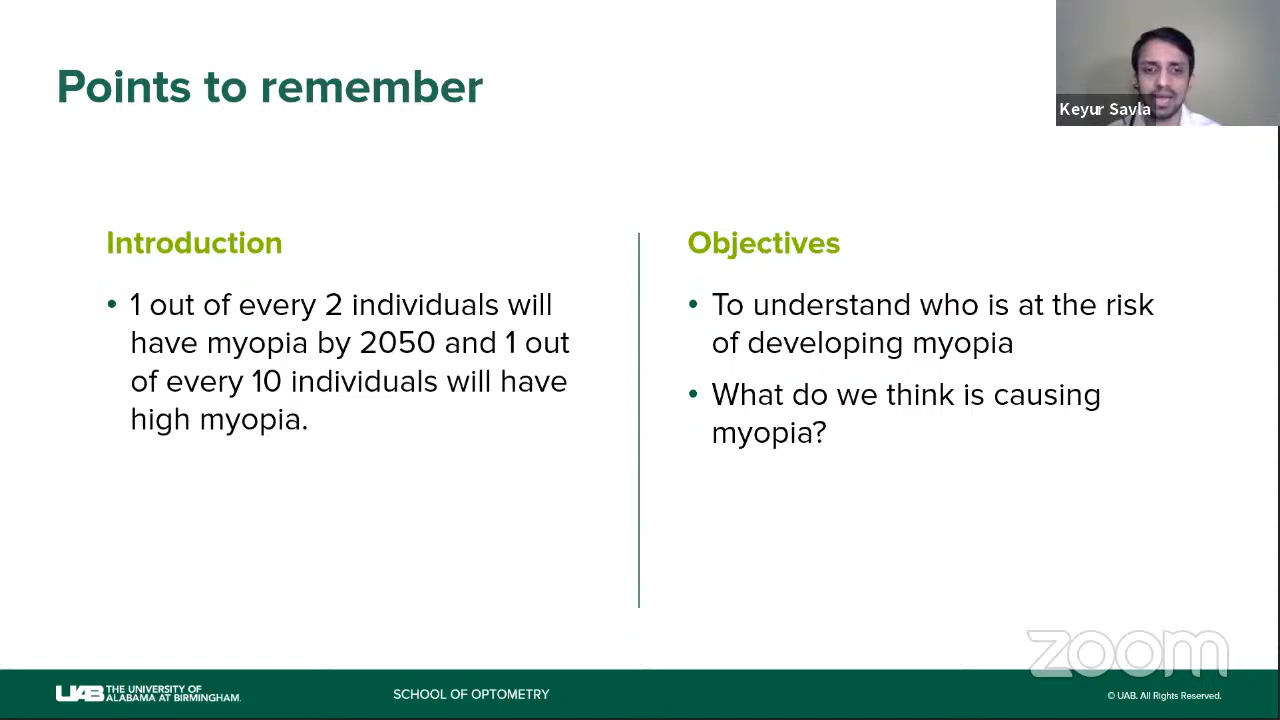 Points to remember
Keyur Savla
Introduction
• 1 out of every 2 individuals will
have myopia by 2050 and 1 out
of every 10 individuals will have
high myopia.
Objectives
• To understand who is at the risk
of developing myopia
• What do we think is causing
myopia?
zoom
UAB THE UNIVERSITY OF
ALABAMA AT BIRMINGHAM.
SCHOOL OF OPTOMETRY
© UAB. All Rights Reserved.